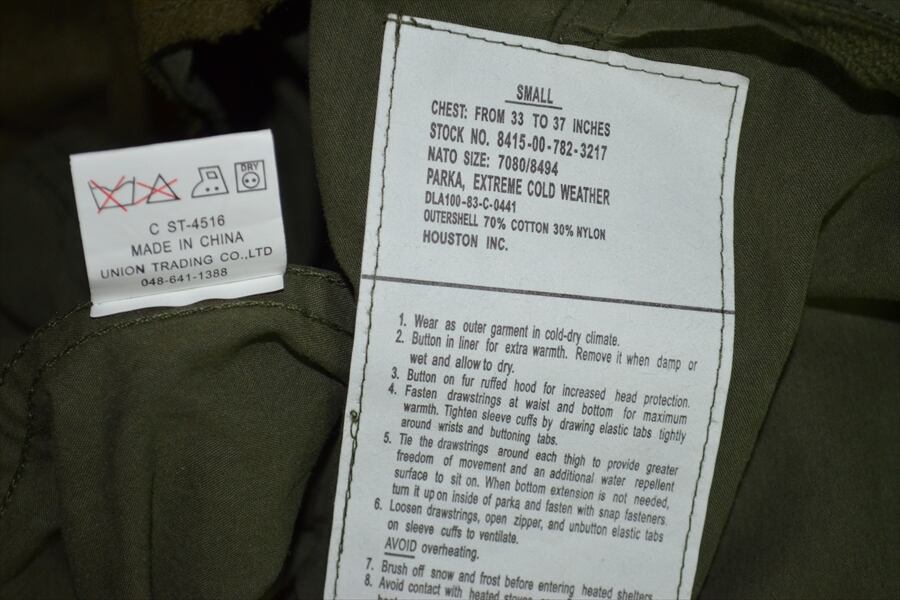 DRY
C ST-4516
MADE IN CHINA
UNION TRADING CO.,LTD
048-641-1388
SMALL
CHEST: FROM 33 TO 37 INCHES
STOCK NO. 8415-00-782-3217
NATO SIZE: 7080/8494
PARKA, EXTREME COLD WEATHER
DLA100-83-C-0441
OUTERSHELL 70% COTTON 30% NYLON
HOUSTON INC.
1. Wear as outer garment in cold-dry climate.
2. Button in liner for extra warmth. Remove it when damp or
wet and allow to dry.
3. Button on fur ruffed hood for increased head protection.
4. Fasten drawstrings at waist and bottom for maximum
warmth. Tighten sleeve cuffs by drawing elastic tabs tightly
around wrists and buttoning tabs.
5. Tie the drawstrings around each thigh to provide greater
freedom of movement and an additional water repellent
surface to sit on. When bottom extension is not needed,
turn it up on inside of parka and fasten with snap fasteners.
6. Loosen drawstrings, open zipper, and unbutton elastic tabs
on sleeve cuffs to ventilate.
AVOID overheating.
7. Brush off snow and frost before entering heated shelters.
8. Avoid contact with heated stoves